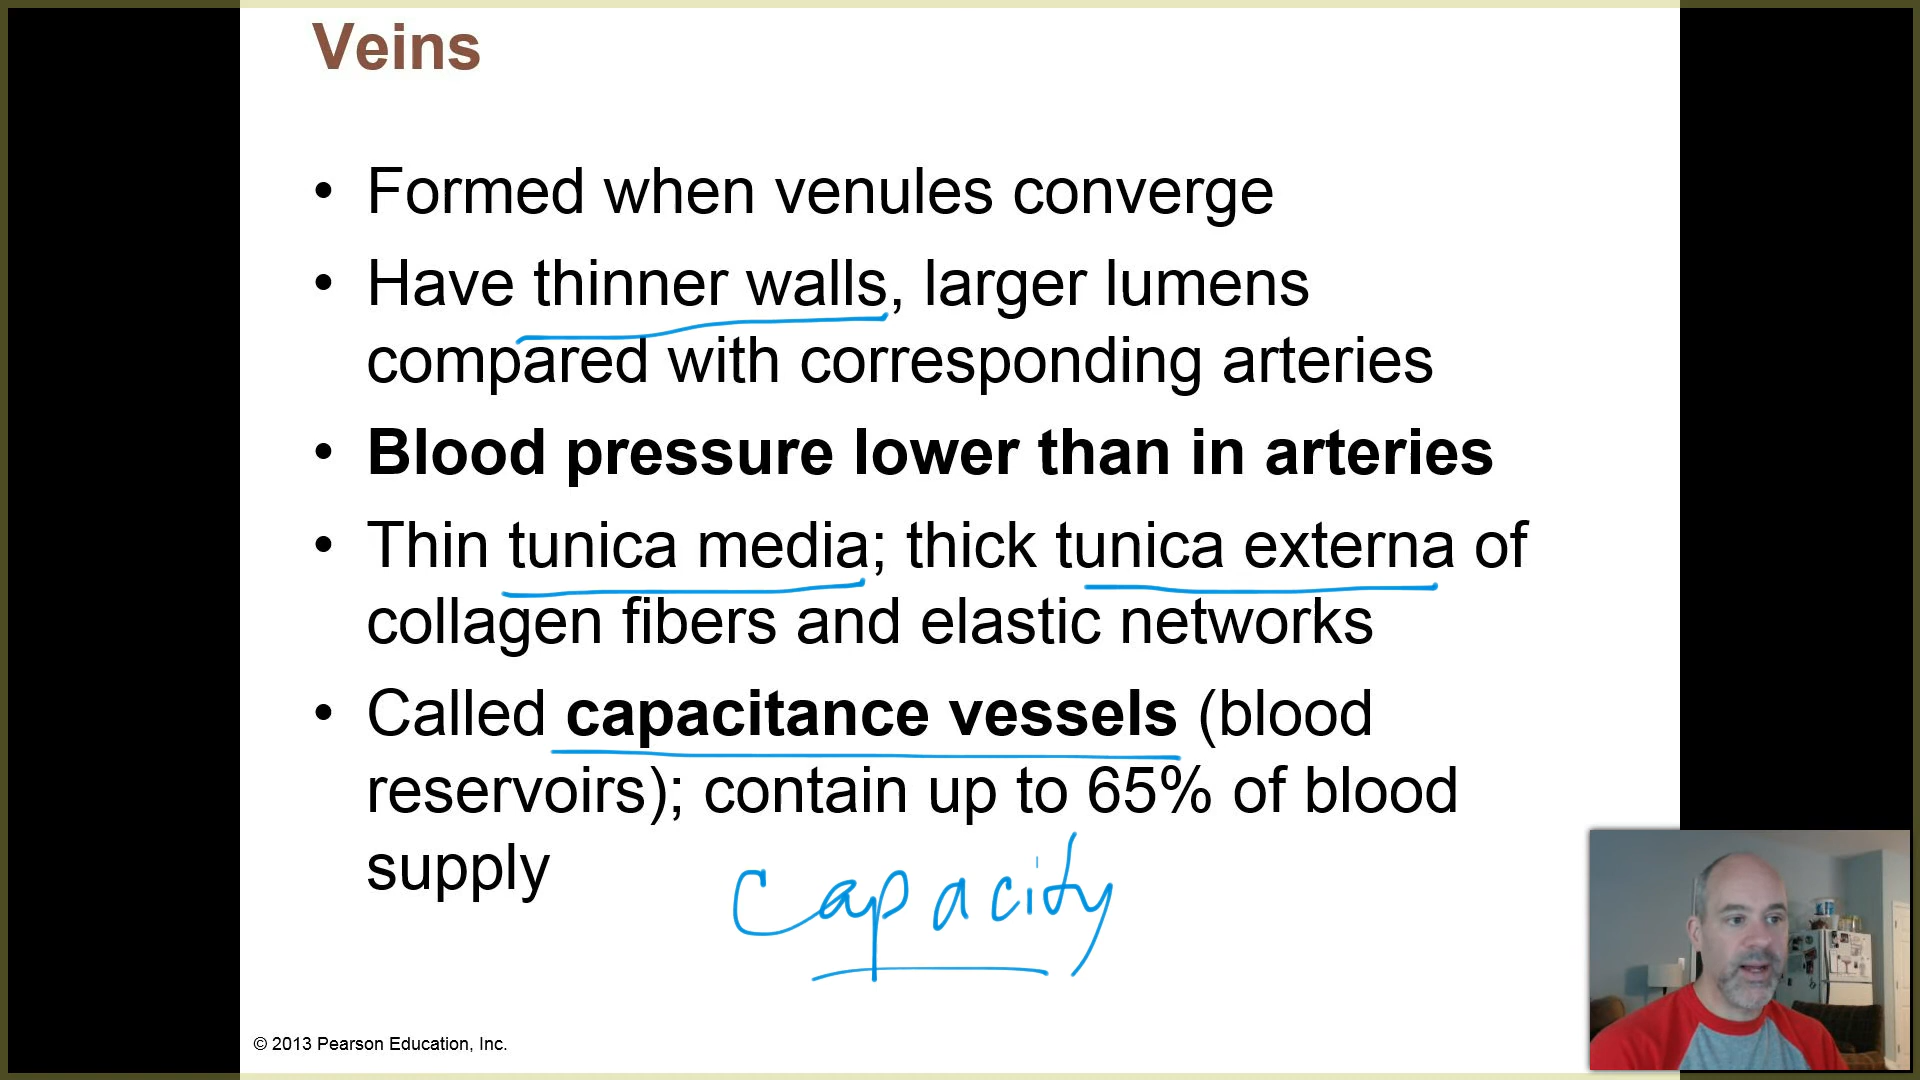 Veins
• Formed when venules converge
• Have thinner walls, larger lumens
compared with corresponding arteries
• Blood pressure lower than in arteries
• Thin tunica media; thick tunica externa of
collagen fibers and elastic networks
• Called capacitance vessels (blood
reservoirs); contain up to 65% of blood
supply
capacity
© 2013 Pearson Education, Inc.